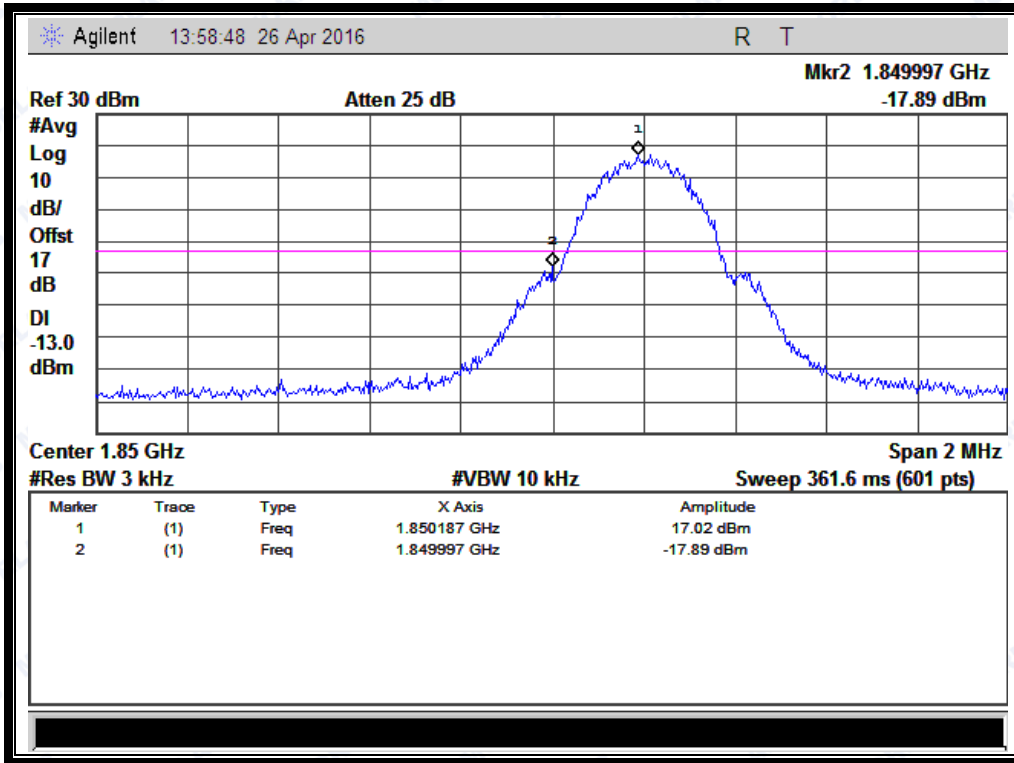 Agilent 13:58:48 26 Apr 2016 R T
Mkr2 1.849997 GHz
Ref 30 dBm Atten 25 dB -17.89 dBm
#Avg
Log
10
dB/
Offst
17
dB
DI
-13.0
dBm
1
2
Center 1.85 GHz Span 2 MHz
#Res BW 3 kHz #VBW 10 kHz Sweep 361.6 ms (601 pts)
Marker Trace Type X Axis Amplitude
1 (1) Freq 1.850187 GHz 17.02 dBm
2 (1) Freq 1.849997 GHz -17.89 dBm